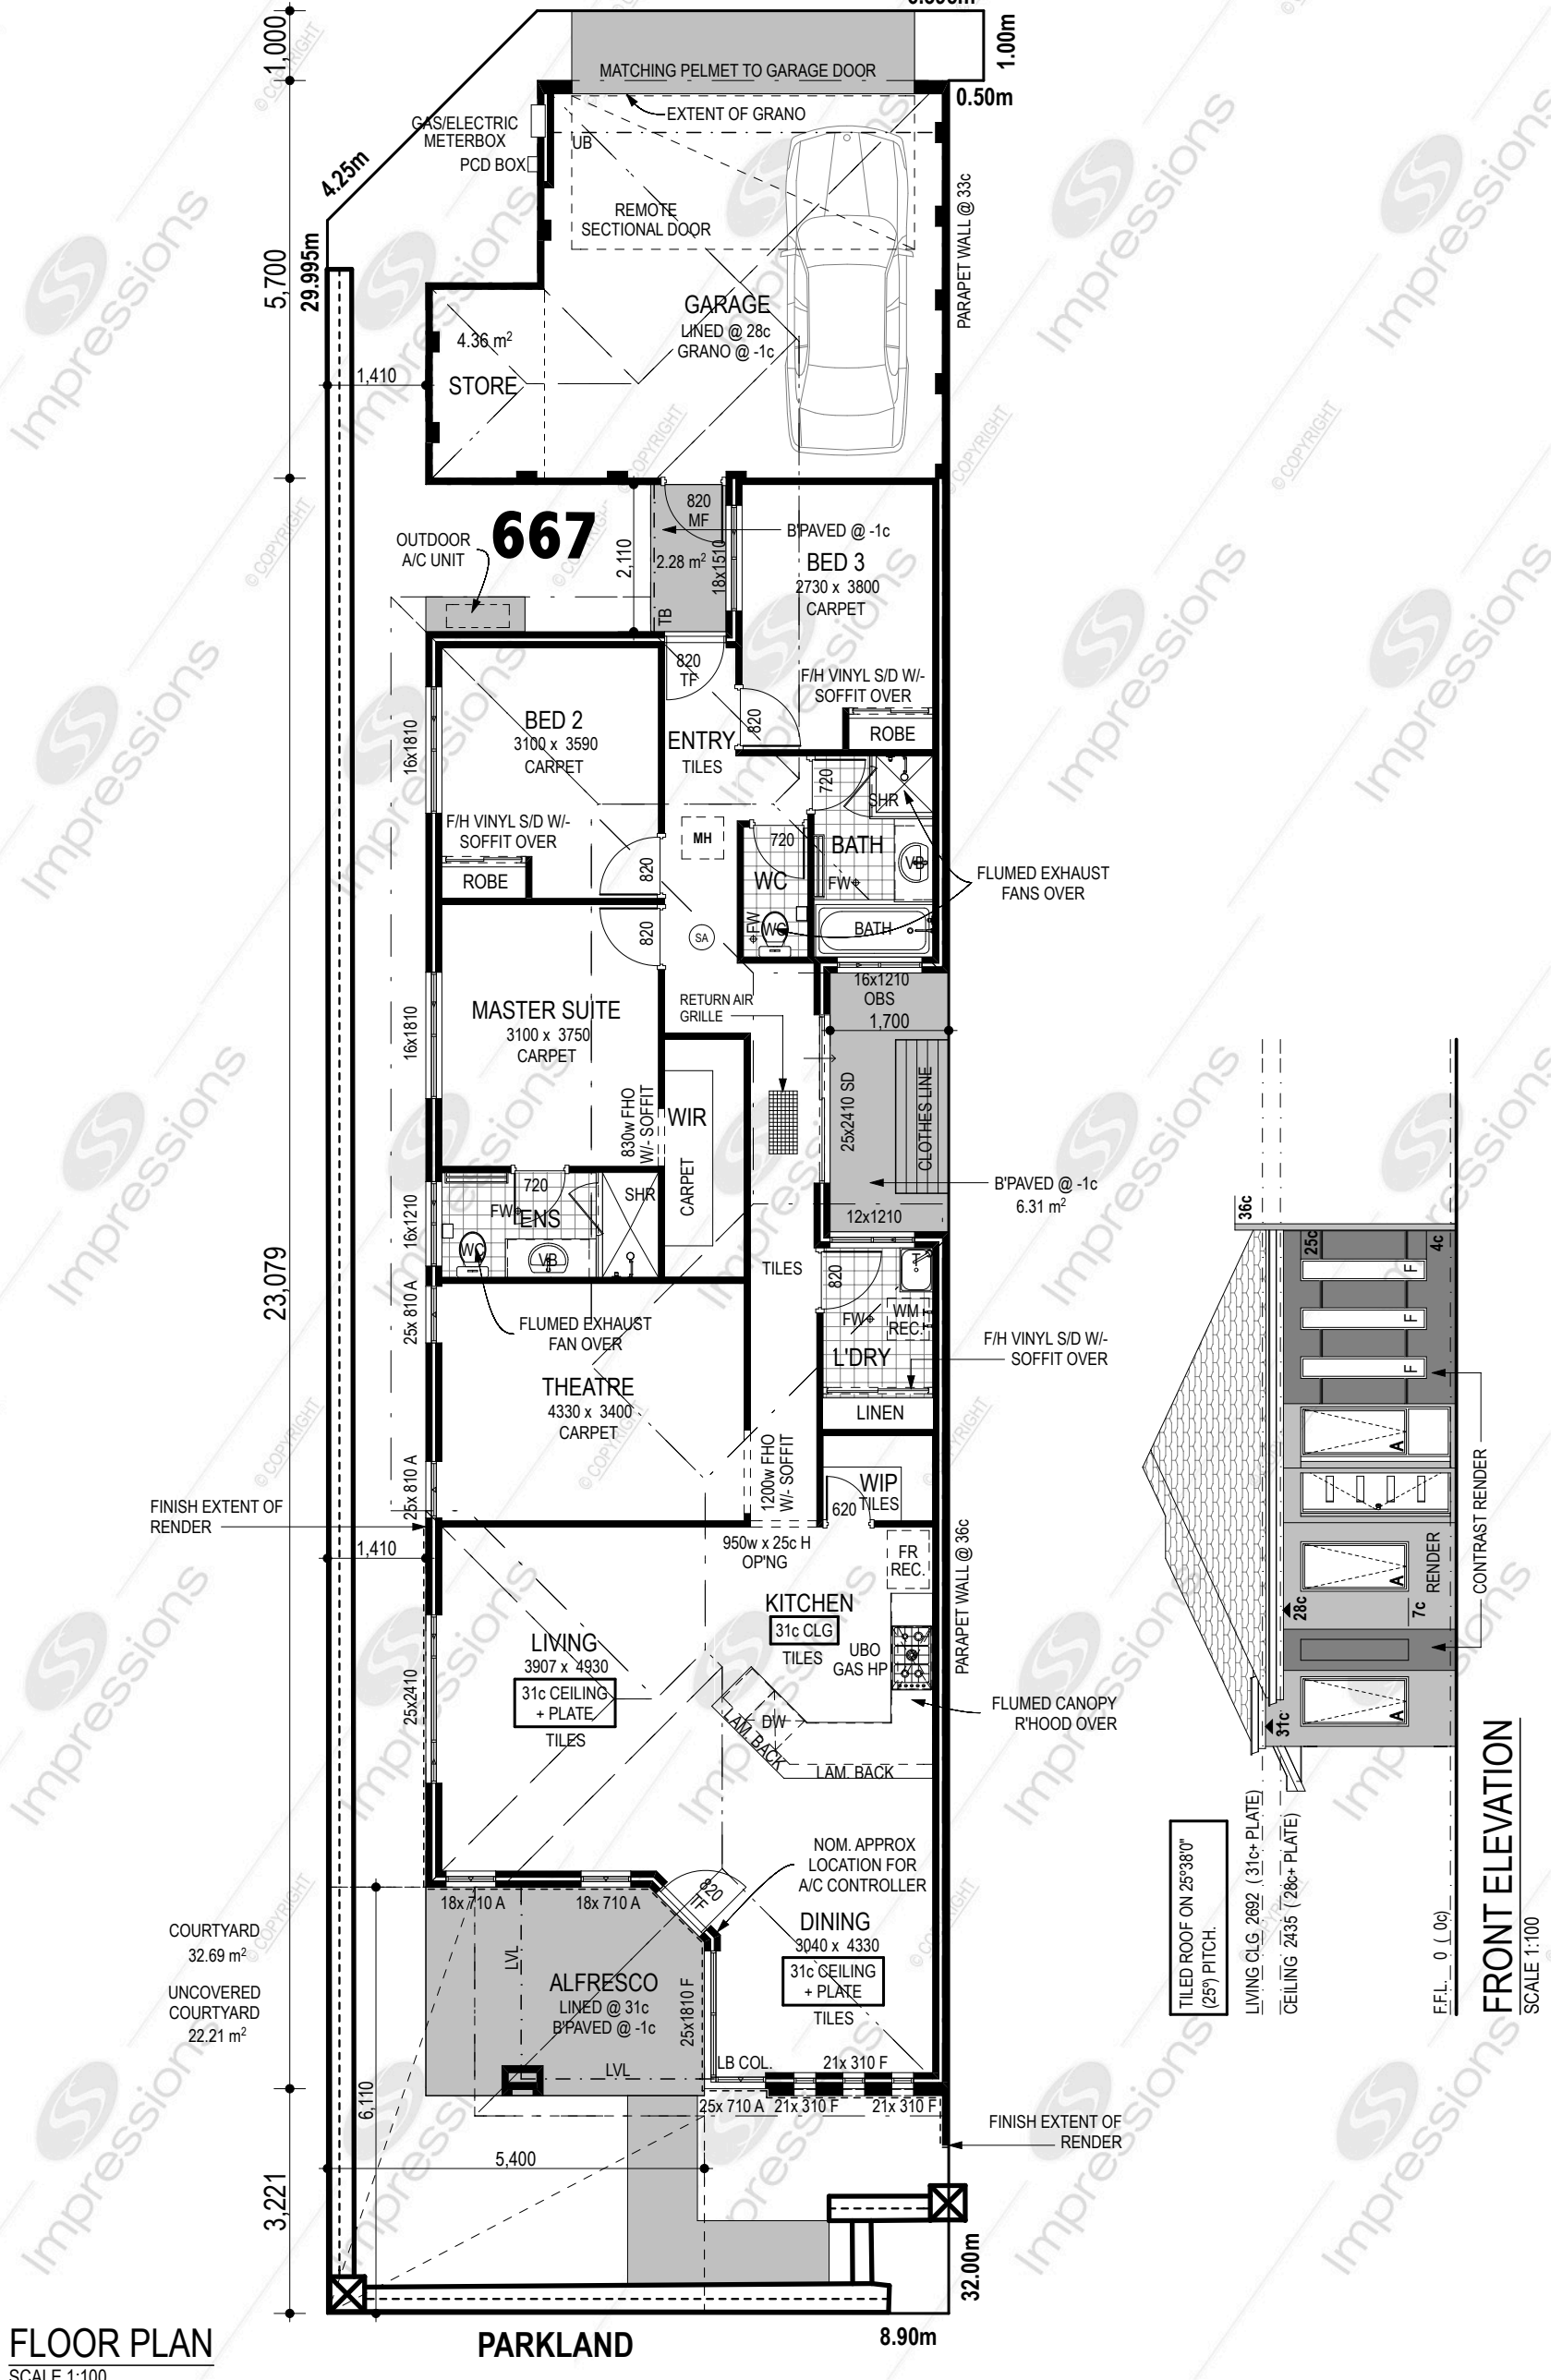 1,000
1.00m
MATCHING PELMET TO GARAGE DOOR
0.50m
EXTENT OF GRANO
GAS/ELECTRIC
METERBOX
PCD BOX
UB
4.25m
REMOTE
SECTIONAL DOOR
PARAPET WALL @ 33c
5,700
29.995m
GARAGE
LINED @ 28c
GRANO @ -1c
4.36 m²
STORE
1,410
667
OUTDOOR
A/C UNIT
2,110
820
MF
B'PAVED @ -1c
2.28 m²
18x1510
TB
BED 3
2730 x 3800
CARPET
820
TF
F/H VINYL S/D W/-
SOFFIT OVER
ROBE
820
BED 2
3100 x 3590
CARPET
16x1810
ENTRY
TILES
F/H VINYL S/D W/-
SOFFIT OVER
ROBE
820
MH
720
SHR
BATH
VB
FW
720
WC
FW
WC
BATH
FLUMED EXHAUST
FANS OVER
820
SA
16x1210
OBS
1,700
MASTER SUITE
3100 x 3750
CARPET
16x1810
RETURN AIR
GRILLE
830w FHO
W/- SOFFIT
WIR
CARPET
25x2410 SD
CLOTHES LINE
B'PAVED @ -1c
6.31 m²
12x1210
720
SHR
FW
ENS
WC
VB
16x1210
TILES
820
T
FW
WM
REC.
L'DRY
F/H VINYL S/D W/-
SOFFIT OVER
LINEN
23,079
25x 810 A
FLUMED EXHAUST
FAN OVER
THEATRE
4330 x 3400
CARPET
25x 810 A
1200w FHO
W/- SOFFIT
WIP
TILES
620
FINISH EXTENT OF
RENDER
1,410
950w x 25c H
OP'NG
FR
REC.
PARAPET WALL @ 36c
KITCHEN
31c CLG
TILES
UBO
GAS HP
LIVING
3907 x 4930
31c CEILING
+ PLATE
TILES
25x2410
DW
LAM. BACK
LAM. BACK
FLUMED CANOPY
R'HOOD OVER
NOM. APPROX
LOCATION FOR
A/C CONTROLLER
820
TF
18x 710 A
18x 710 A
DINING
3040 x 4330
31c CEILING
+ PLATE
TILES
COURTYARD
32.69 m²
UNCOVERED
COURTYARD
22.21 m²
LVL
ALFRESCO
LINED @ 31c
B'PAVED @ -1c
25x1810 F
LVL
LB COL.
21x 310 F
25x 710 A
21x 310 F
21x 310 F
FINISH EXTENT OF
RENDER
6,110
5,400
3,221
32.00m
8.90m
PARKLAND
FLOOR PLAN
SCALE 1:100
36c
25c
4c
F
F
F
A
A
A
CONTRAST RENDER
RENDER
28c
7c
31c
TILED ROOF ON 25º38'0"
(25º) PITCH.
LIVING CLG 2692 (31c+ PLATE)
CEILING 2435 (28c+ PLATE)
F.F.L. 0 ( 0c)
FRONT ELEVATION
SCALE 1:100
Impressions
© COPYRIGHT